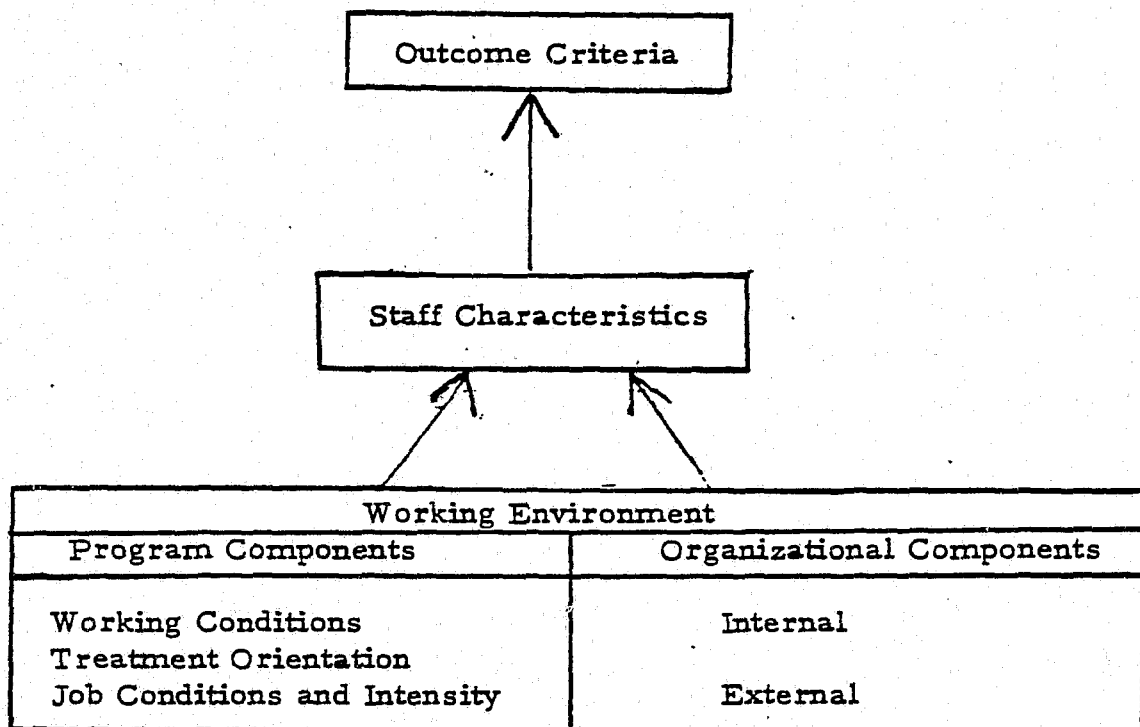 Outcome Criteria
Staff Characteristics
Working Environment
Program Components
Organizational Components
Working Conditions
Treatment Orientation
Job Conditions and Intensity
Internal
External